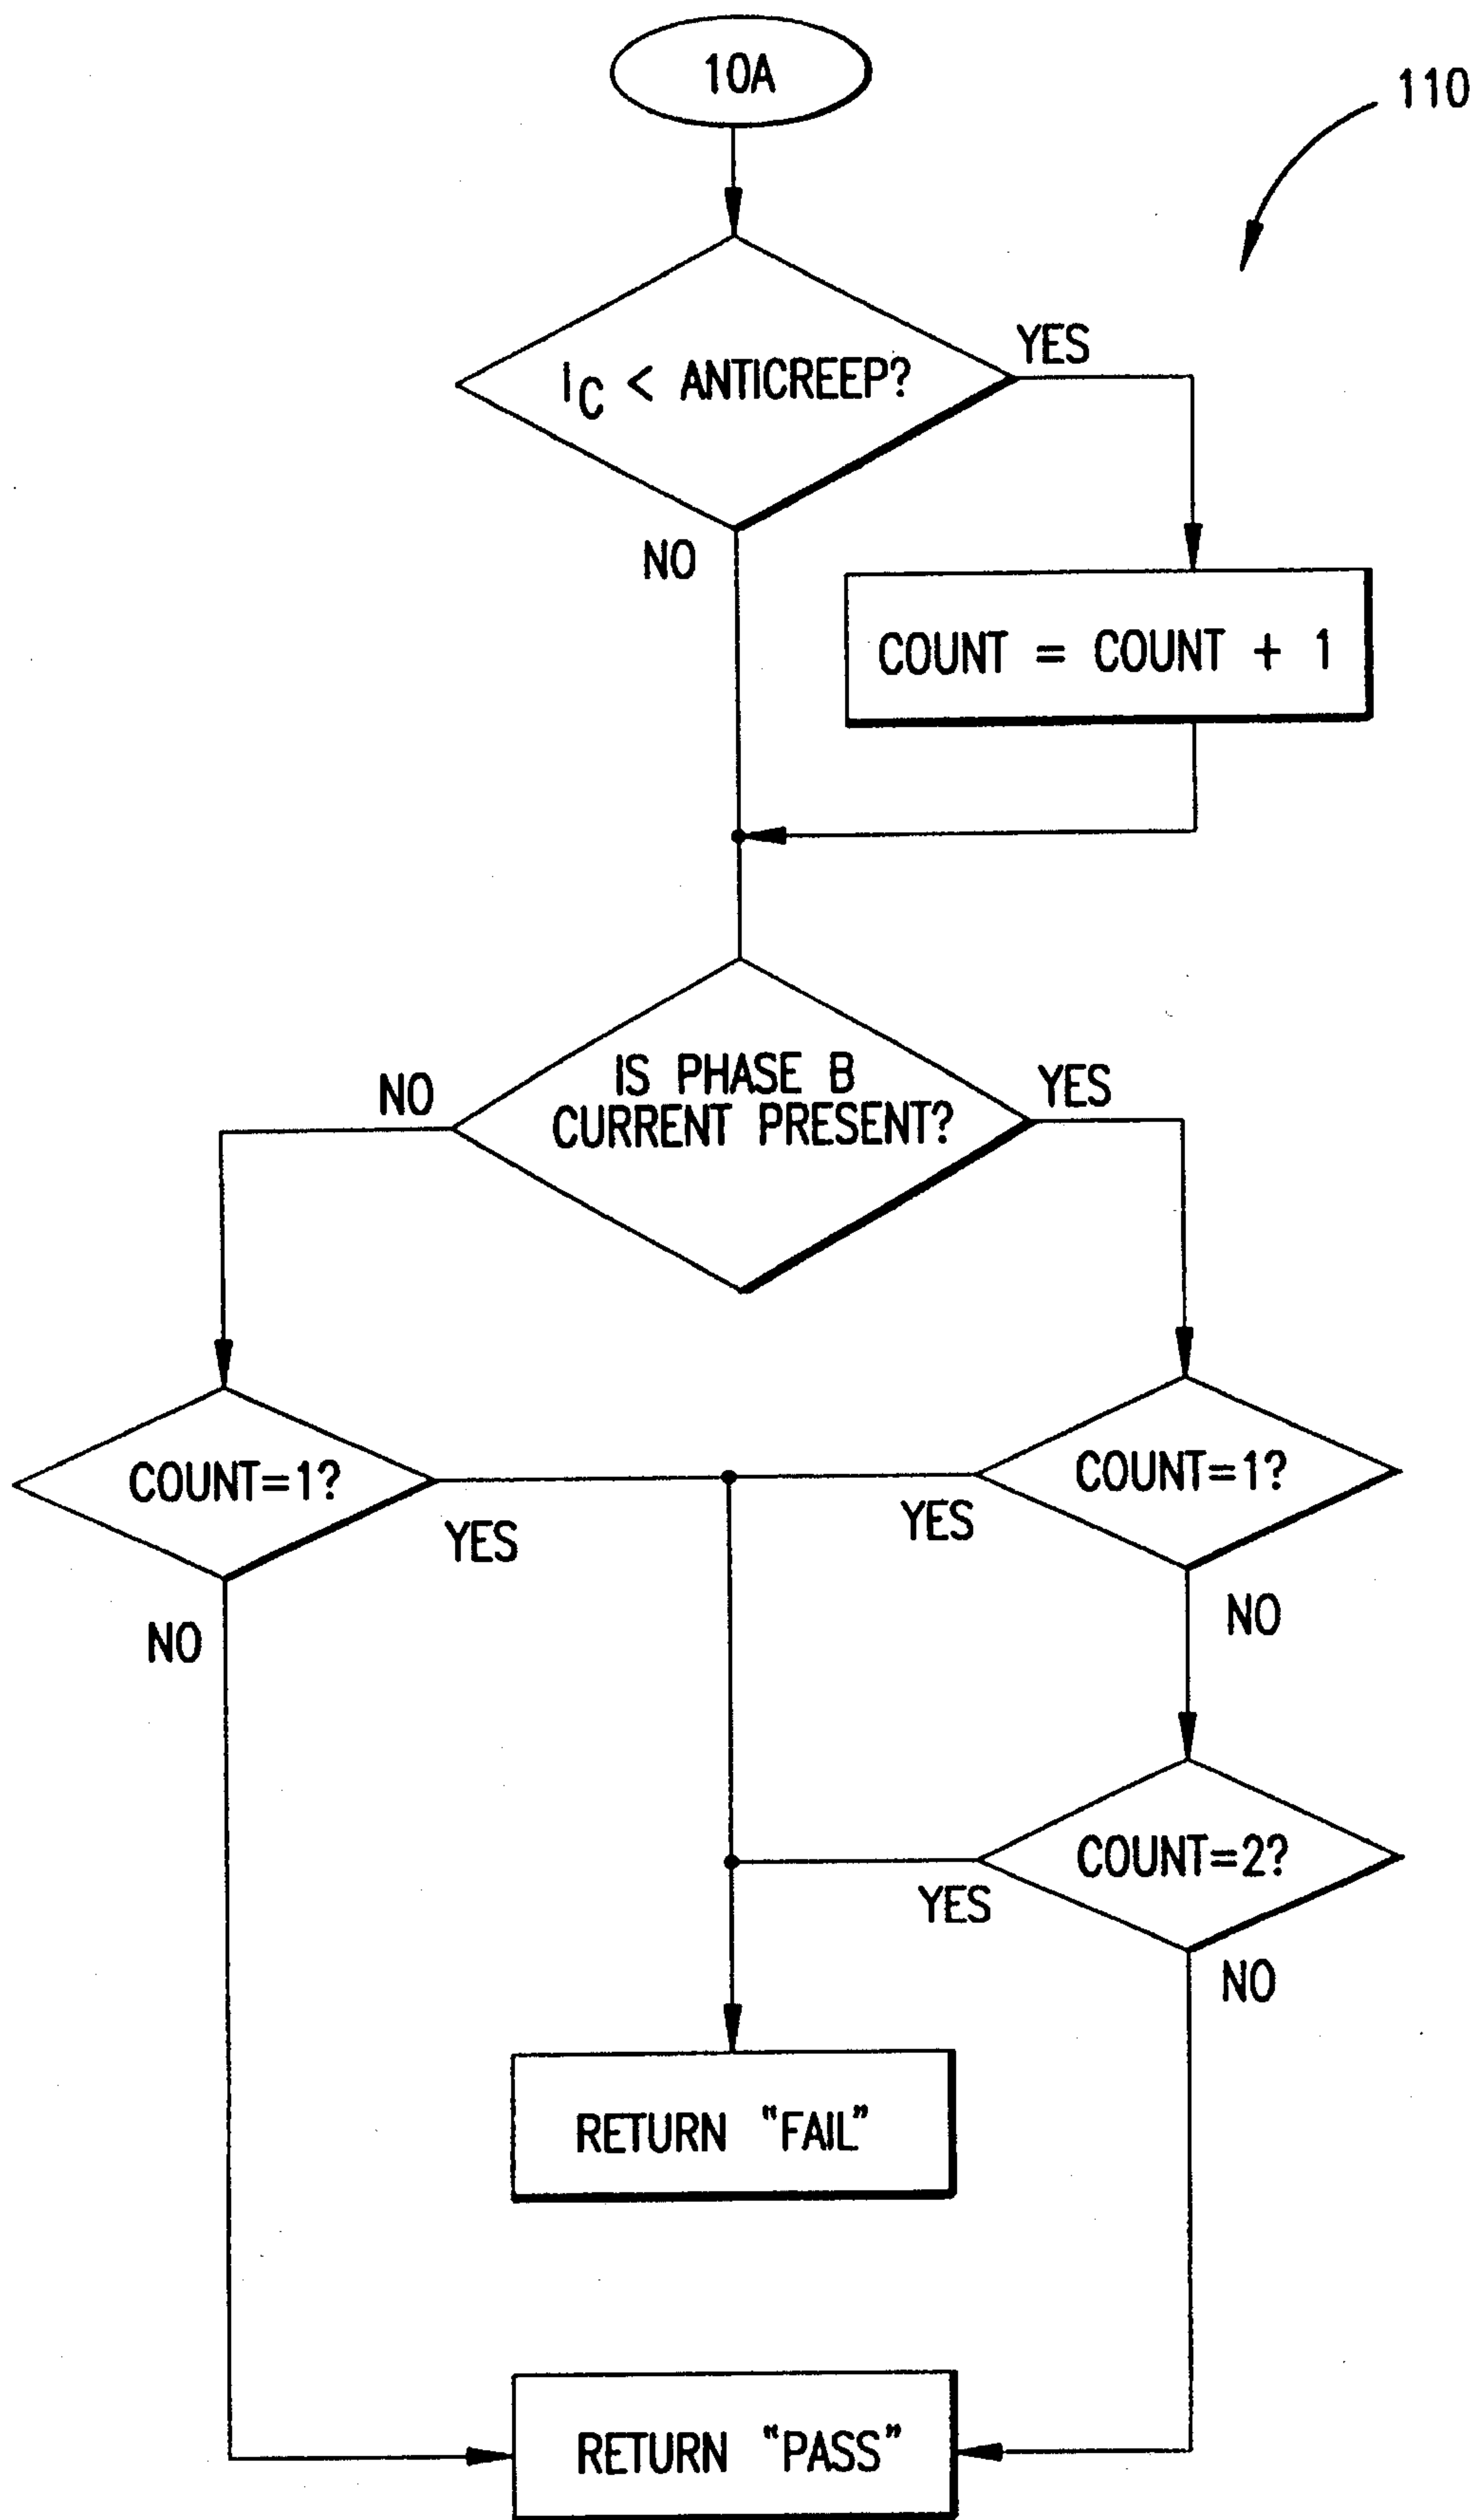 10A
110
IC < ANTICREEP?
YES
NO
COUNT = COUNT + 1
IS PHASE B
CURRENT PRESENT?
NO
YES
COUNT=1?
YES
NO
COUNT=1?
YES
NO
COUNT=2?
YES
NO
RETURN "FAIL"
RETURN "PASS"